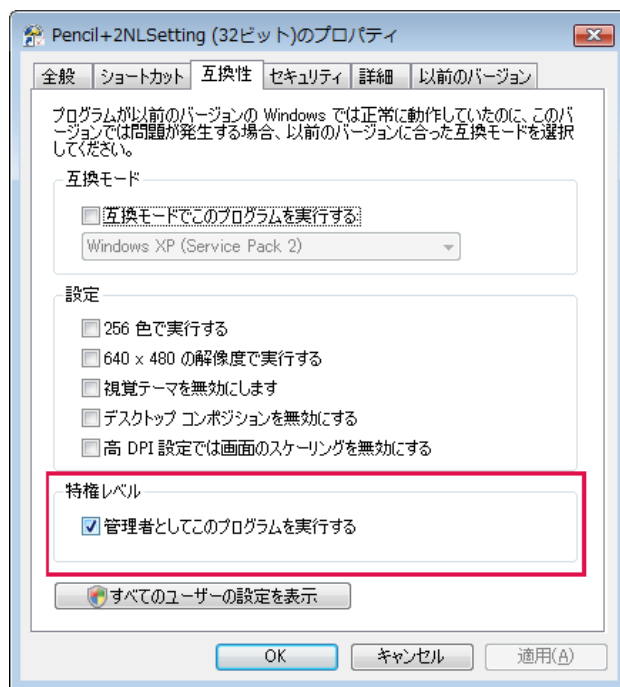 Pencil+2NLSetting (32ビット)のプロパティ
全般 ショートカット 互換性 セキュリティ 詳細 以前のバージョン
プログラムが以前のバージョンの Windows では正常に動作していたのに、このバ
ージョンでは問題が発生する場合、以前のバージョンに合った互換モードを選択
してください。
互換モード
互換モードでこのプログラムを実行する
Windows XP (Service Pack 2)
設定
256 色で実行する
640 x 480 の解像度で実行する
視覚テーマを無効にします
デスクトップ コンポジションを無効にする
高 DPI 設定では画面のスケーリングを無効にする
特権レベル
管理者としてこのプログラムを実行する
すべてのユーザーの設定を表示
OK キャンセル 適用(A)